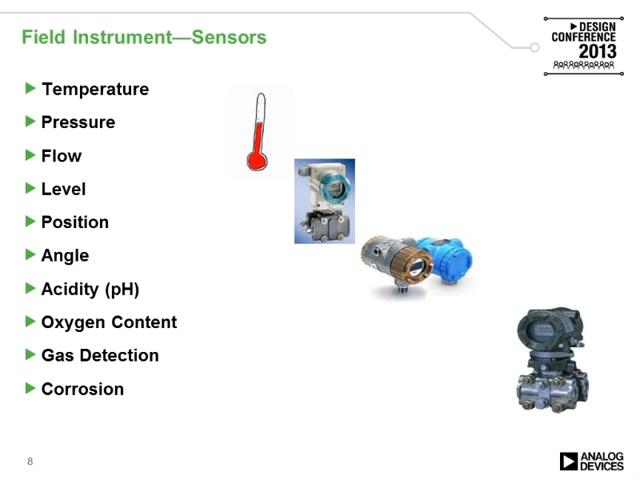 Field Instrument—Sensors
DESIGN
CONFERENCE
2013
Temperature
Pressure
Flow
Level
Position
Angle
Acidity (pH)
Oxygen Content
Gas Detection
Corrosion
8
ANALOG
DEVICES